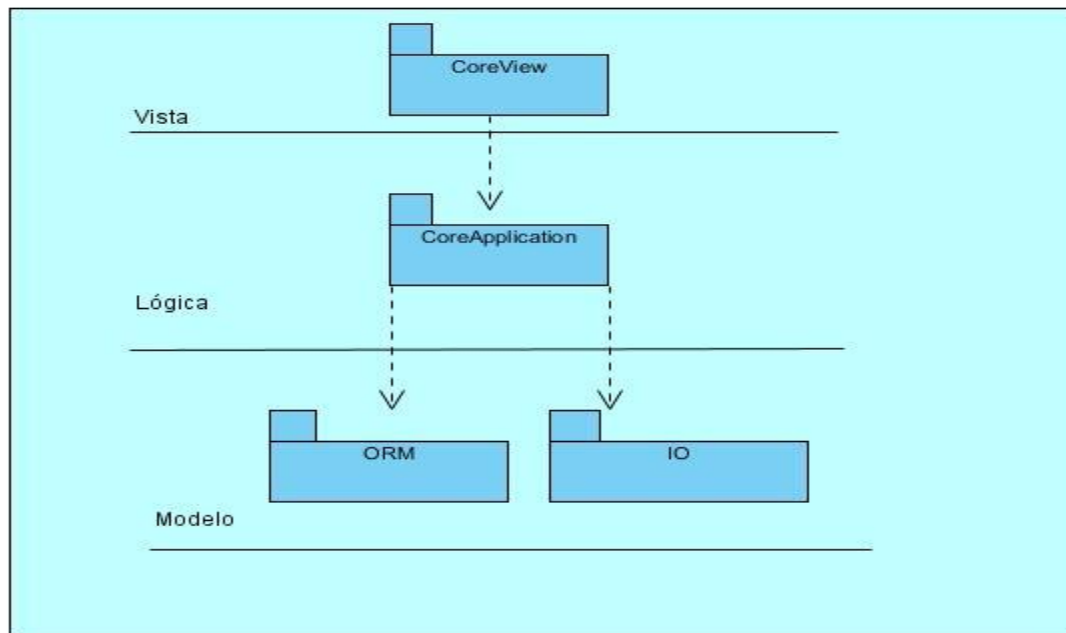 CoreView
Vista
CoreApplication
Lógica
ORM
IO
Modelo